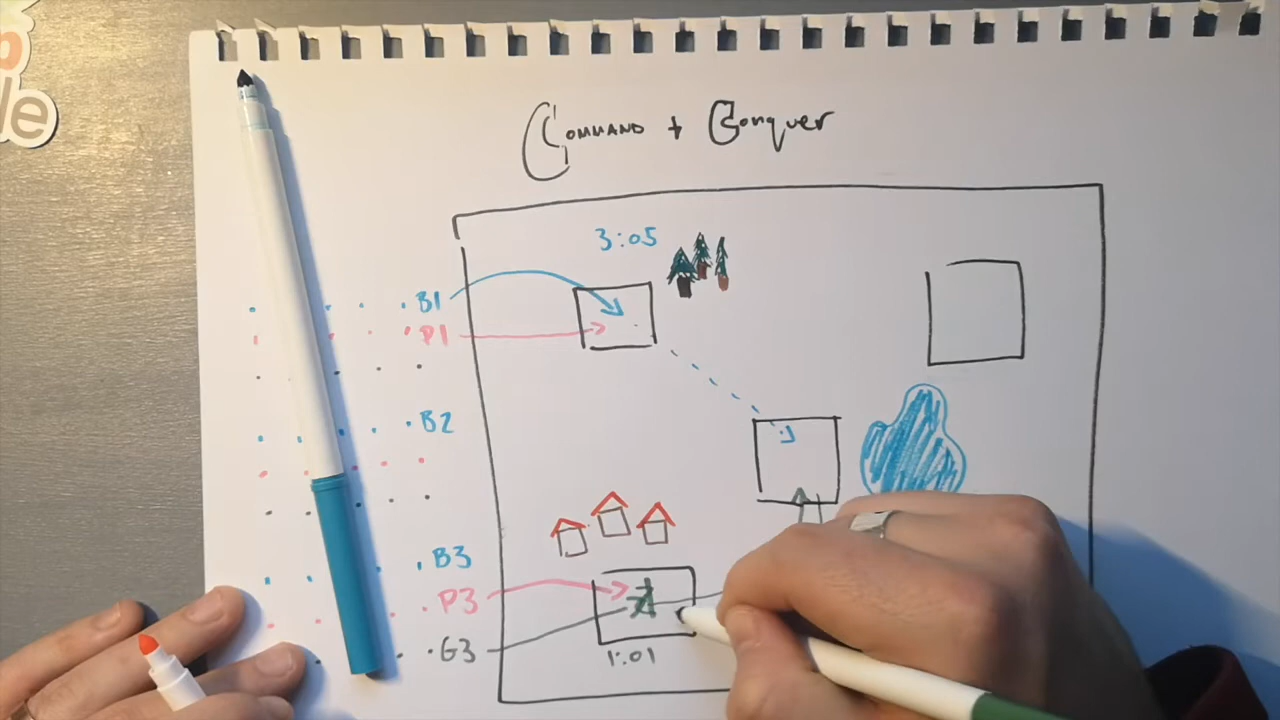 COMMAND + Conquer
3:05
B1
P1
B2
B3
P3
G3
1:01